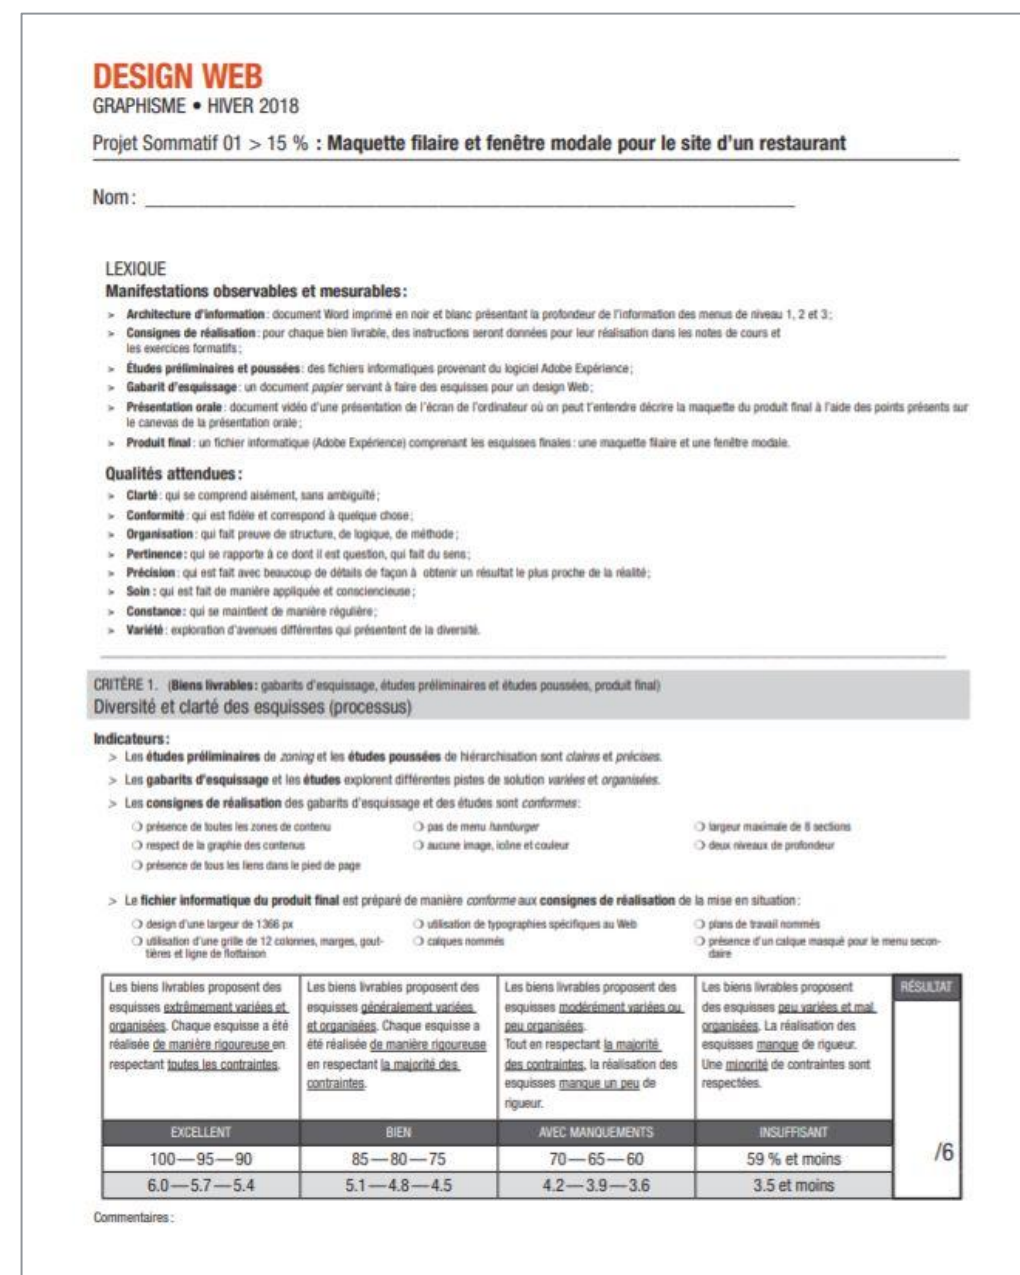 DESIGN WEB
GRAPHISME • HIVER 2018
Projet Sommatif 01 > 15 % : Maquette filaire et fenêtre modale pour le site d'un restaurant
Nom :
LEXIQUE
Manifestations observables et mesurables :
> Architecture d'information : document Word imprimé en noir et blanc présentant la profondeur de l'information des menus de niveau 1, 2 et 3 ;
> Consignes de réalisation : pour chaque bien livrable, des instructions seront données pour leur réalisation dans les notes de cours et
les exercices formatifs ;
> Études préliminaires et poussées : des fichiers informatiques provenant du logiciel Adobe Expérience ;
> Gabarit d'esquissage : un document papier servant à faire des esquisses pour un design Web ;
> Présentation orale : document vidéo d'une présentation de l'écran de l'ordinateur où on peut t'entendre décrire la maquette du produit final à l'aide des points présents sur
le canevas de la présentation orale ;
> Produit final : un fichier informatique (Adobe Expérience) comprenant les esquisses finales : une maquette filaire et une fenêtre modale.
Qualités attendues :
> Clarté : qui se comprend aisément, sans ambiguïté ;
> Conformité : qui est fidèle et correspond à quelque chose ;
> Organisation : qui fait preuve de structure, de logique, de méthode ;
> Pertinence : qui se rapporte à ce dont il est question, qui fait du sens ;
> Précision : qui est fait avec beaucoup de détails de façon à obtenir un résultat le plus proche de la réalité ;
> Soin : qui est fait de manière appliquée et consciencieuse ;
> Constance : qui se maintient de manière régulière ;
> Variété : exploration d'avenues différentes qui présentent de la diversité.
CRITÈRE 1. (Biens livrables : gabarits d'esquissage, études préliminaires et études poussées, produit final)
Diversité et clarté des esquisses (processus)
Indicateurs :
> Les études préliminaires de zoning et les études poussées de hiérarchisation sont claires et précises.
> Les gabarits d'esquissage et les études explorent différentes pistes de solution variées et organisées.
> Les consignes de réalisation des gabarits d'esquissage et des études sont conformes :
❍ présence de toutes les zones de contenu
❍ pas de menu hamburger
❍ largeur maximale de 8 sections
❍ respect de la graphie des contenus
❍ aucune image, icône et couleur
❍ deux niveaux de profondeur
❍ présence de tous les liens dans le pied de page
> Le fichier informatique du produit final est préparé de manière conforme aux consignes de réalisation de la mise en situation :
❍ design d'une largeur de 1366 px
❍ utilisation de typographies spécifiques au Web
❍ plans de travail nommés
❍ utilisation d'une grille de 12 colonnes, marges, gout-
tières et ligne de flottaison
❍ calques nommés
❍ présence d'un calque masqué pour le menu secon-
daire
Les biens livrables proposent des
esquisses extrêmement variées et
organisées. Chaque esquisse a été
réalisée de manière rigoureuse en
respectant toutes les contraintes.
Les biens livrables proposent des
esquisses généralement variées
et organisées. Chaque esquisse a
été réalisée de manière rigoureuse
en respectant la majorité des
contraintes.
Les biens livrables proposent des
esquisses modérément variées ou
peu organisées.
Tout en respectant la majorité
des contraintes, la réalisation des
esquisses manque un peu de
rigueur.
Les biens livrables proposent
des esquisses peu variées et mal
organisées. La réalisation des
esquisses manque de rigueur.
Une minorité de contraintes sont
respectées.
RÉSULTAT
EXCELLENT
BIEN
AVEC MANQUEMENTS
INSUFFISANT
100—95—90
85—80—75
70—65—60
59 % et moins
/6
6.0—5.7—5.4
5.1—4.8—4.5
4.2—3.9—3.6
3.5 et moins
Commentaires :